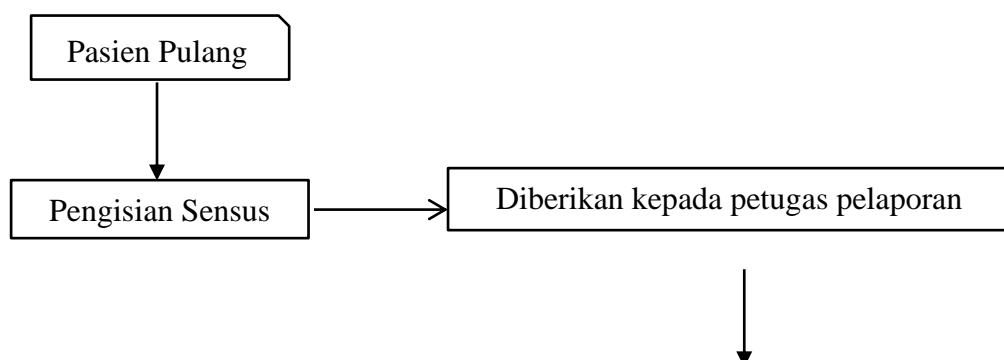 Pasien Pulang
Pengisian Sensus
Diberikan kepada petugas pelaporan